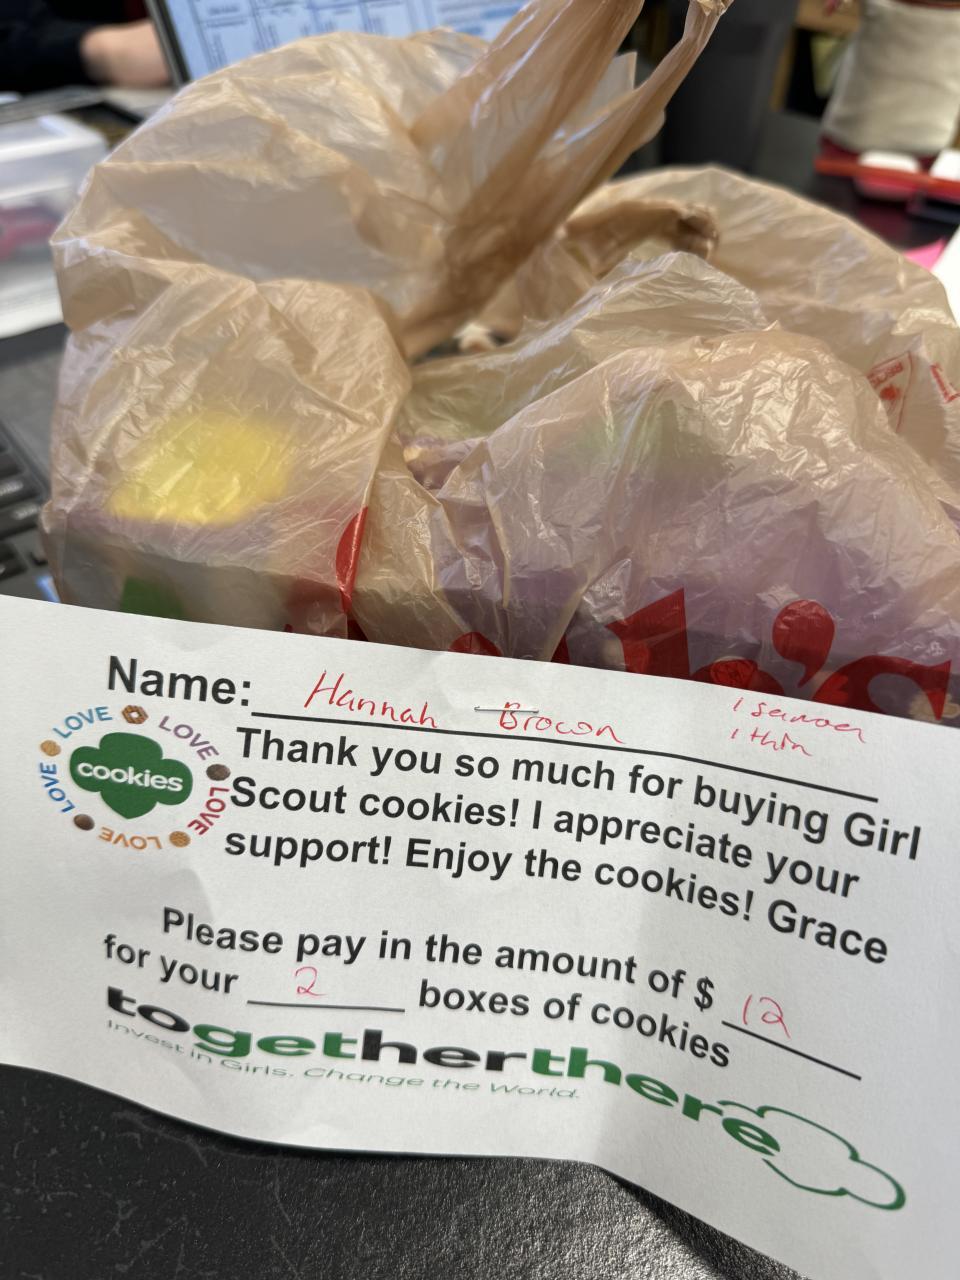 Name: Hannah Brown
1 samoa
1 thin
LOVE LOVE LOVE LOVE LOVE
cookies
Thank you so much for buying Girl
Scout cookies! I appreciate your
support! Enjoy the cookies! Grace
Please pay in the amount of $ 12
for your 2 boxes of cookies
togetherthere
Invest in Girls. Change the World.